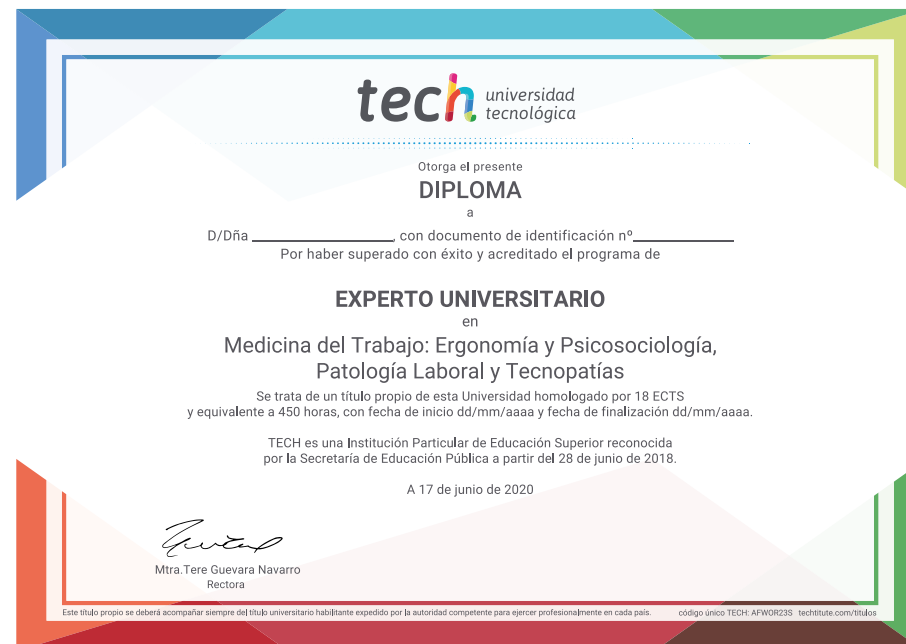 tech universidad
tecnológica
Otorga el presente
DIPLOMA
a
D/Dña ____________, con documento de identificación nº____________
Por haber superado con éxito y acreditado el programa de
EXPERTO UNIVERSITARIO
en
Medicina del Trabajo: Ergonomía y Psicosociología,
Patología Laboral y Tecnopatías
Se trata de un título propio de esta Universidad homologado por 18 ECTS
y equivalente a 450 horas, con fecha de inicio dd/mm/aaaa y fecha de finalización dd/mm/aaaa.
TECH es una Institución Particular de Educación Superior reconocida
por la Secretaría de Educación Pública a partir del 28 de junio de 2018.
A 17 de junio de 2020
Mtra.Tere Guevara Navarro
Rectora
Este título propio se deberá acompañar siempre del título universitario habilitante expedido por la autoridad competente para ejercer profesionalmente en cada país. código único TECH: AFWOR23S techtitute.com/titulos